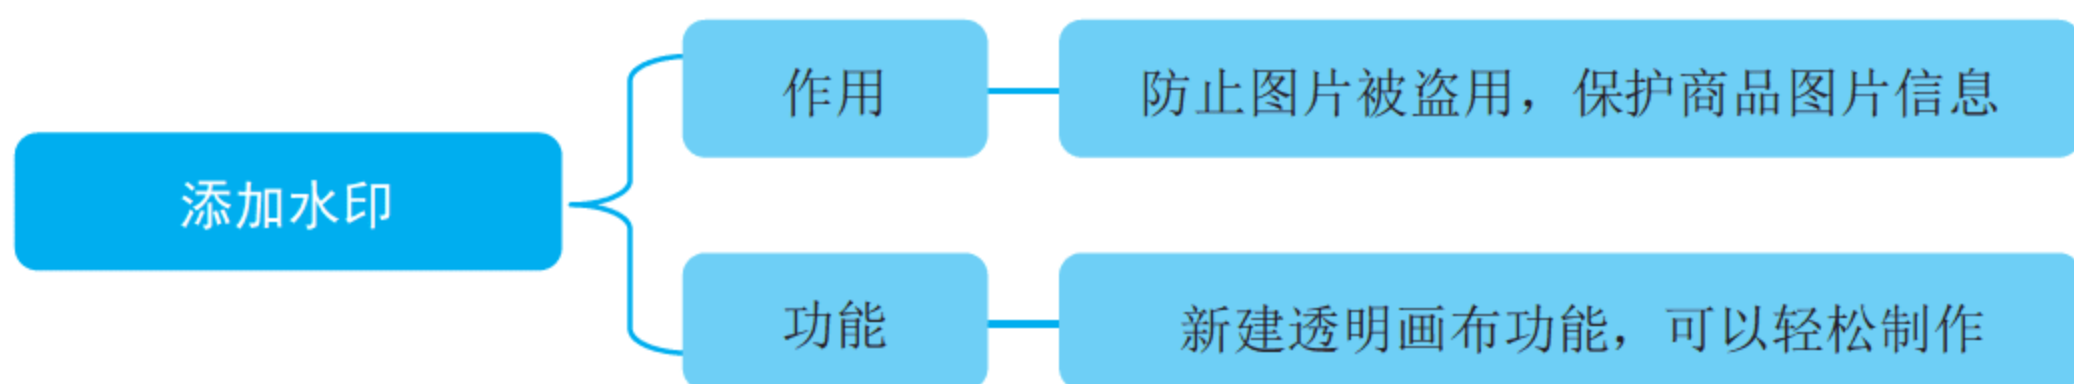 作用
防止图片被盗用，保护商品图片信息
添加水印
功能
新建透明画布功能，可以轻松制作